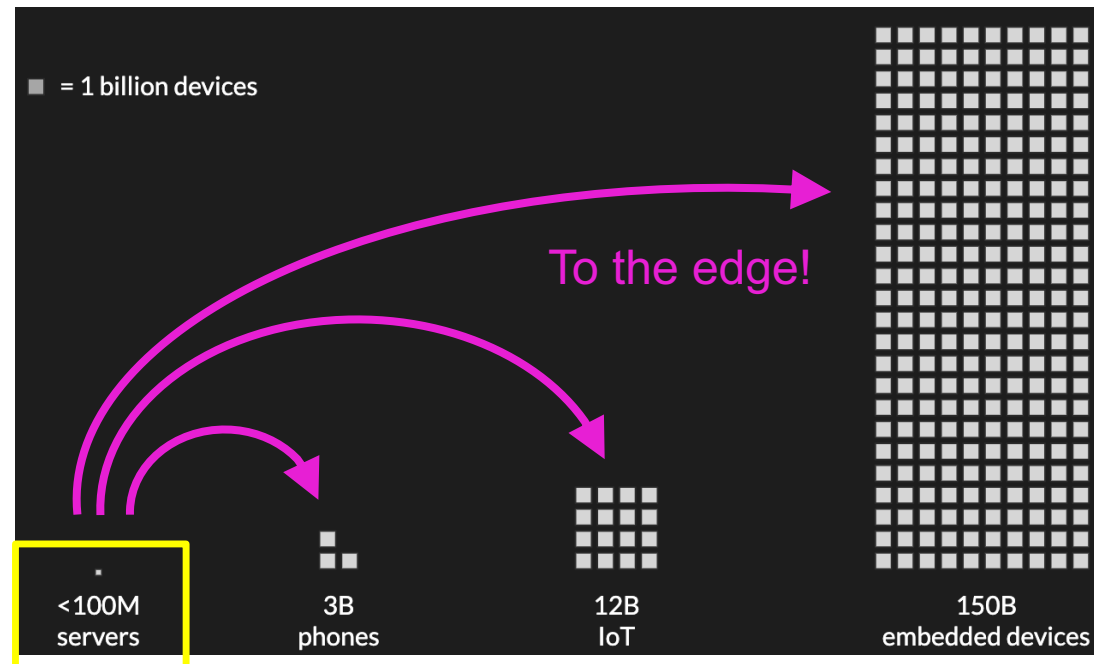 = 1 billion devices
To the edge!
<100M
servers
3B
phones
12B
IoT
150B
embedded devices